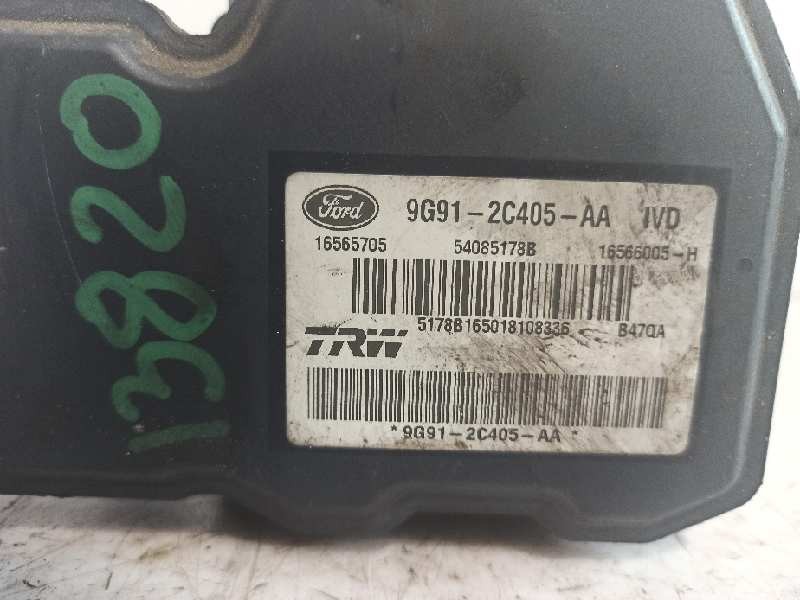 13820
Ford 9G91-2C405-AA IVD
16565705 54085178B 16566005-H
5178B165018108336 B47QA
TRW
*9G91-2C405-AA*